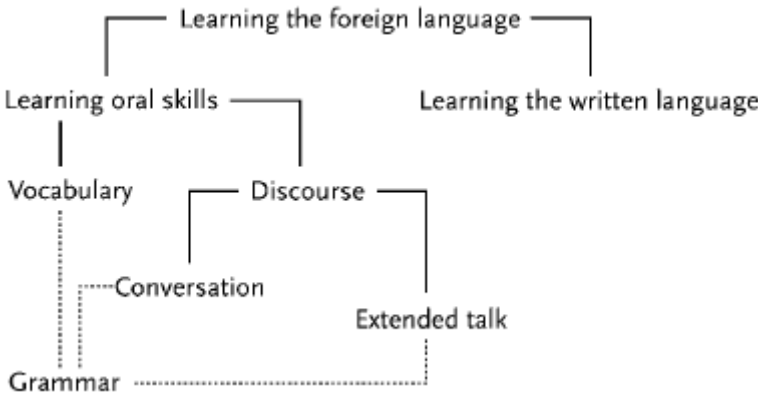 Learning the foreign language
Learning oral skills
Learning the written language
Vocabulary
Discourse
Conversation
Extended talk
Grammar